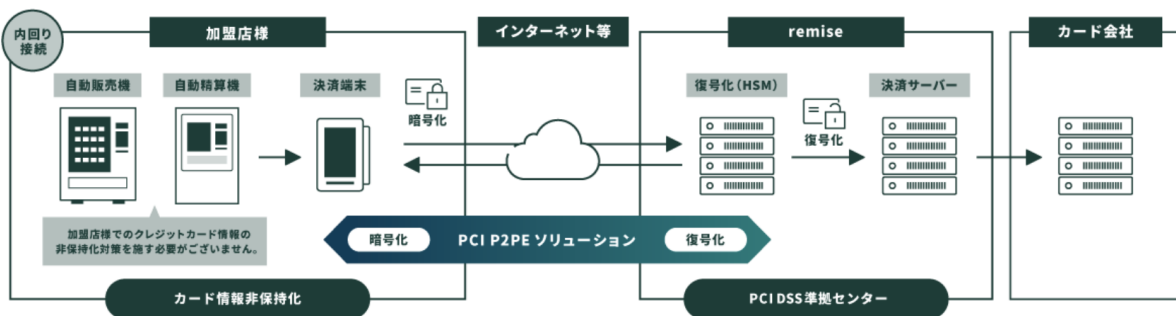 内回り
接続
加盟店様
インターネット等
remise
カード会社
自動販売機
自動精算機
決済端末
暗号化
復号化(HSM)
復号化
決済サーバー
加盟店様でのクレジットカード情報の
非保持化対策を施す必要がございません。
暗号化
PCI P2PE ソリューション
復号化
カード情報非保持化
PCI DSS準拠センター